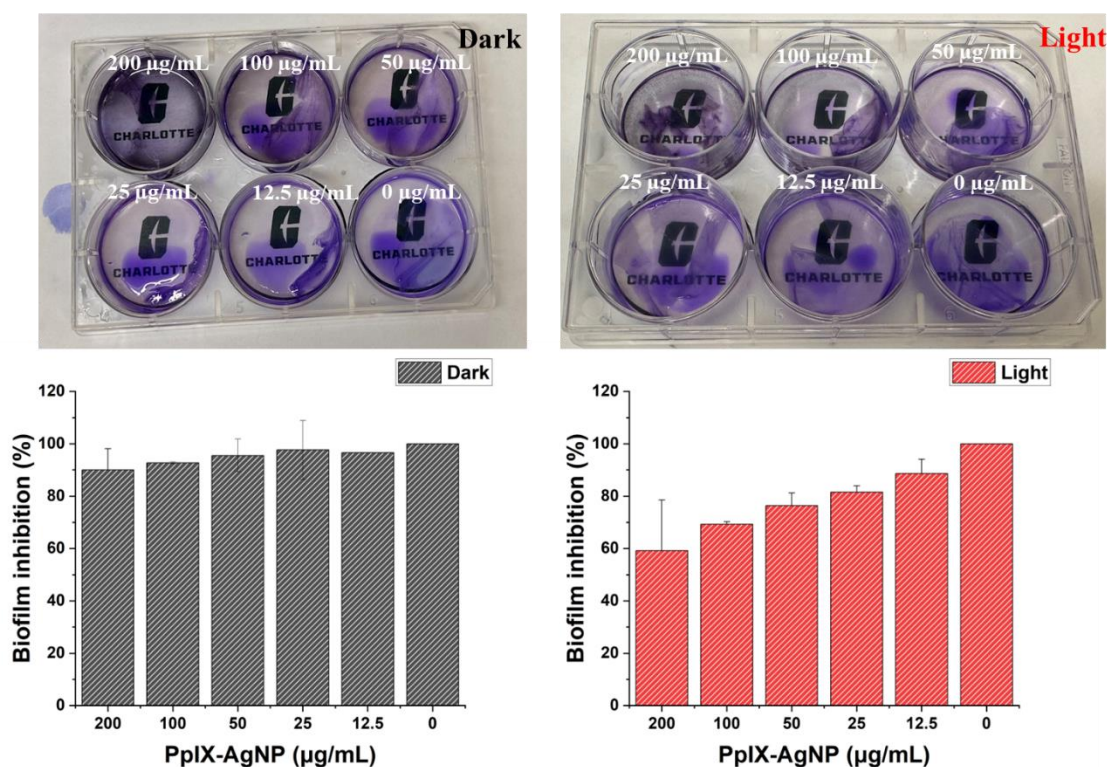 Dark
200 µg/mL 100 µg/mL 50 µg/mL
CHARLOTTE CHARLOTTE CHARLOTTE
25 µg/mL 12.5 µg/mL 0 µg/mL
CHARLOTTE CHARLOTTE CHARLOTTE
Light
200 µg/mL 100 µg/mL 50 µg/mL
CHARLOTTE CHARLOTTE CHARLOTTE
25 µg/mL 12.5 µg/mL 0 µg/mL
CHARLOTTE CHARLOTTE CHARLOTTE
Dark
Biofilm inhibition (%)
120
100
80
60
40
20
0
200 100 50 25 12.5 0
PpIX-AgNP (µg/mL)
Light
Biofilm inhibition (%)
120
100
80
60
40
20
0
200 100 50 25 12.5 0
PpIX-AgNP (µg/mL)